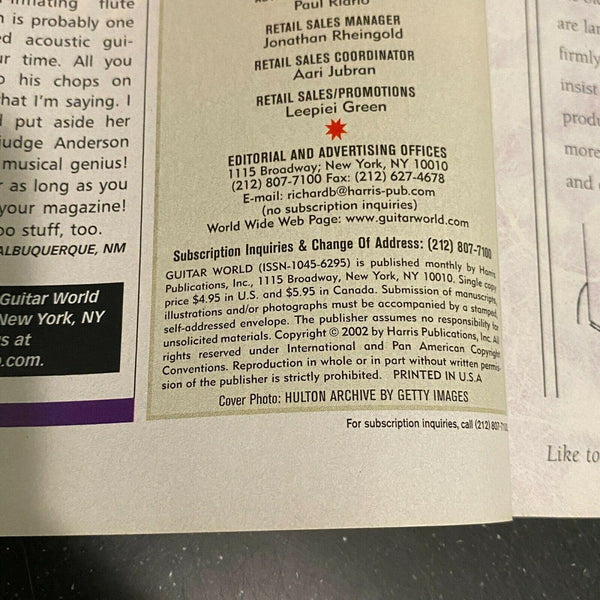 inflating flute
n is probably one
d acoustic gui-
ur time. All you
o his chops on
hat I'm saying. I
d put aside her
judge Anderson
musical genius!
r as long as you
your magazine!
oo stuff, too.
ALBUQUERQUE, NM
Guitar World
New York, NY
s at
o.com.
Paul Riario
RETAIL SALES MANAGER
Jonathan Rheingold
RETAIL SALES COORDINATOR
Aari Jubran
RETAIL SALES/PROMOTIONS
Leepiei Green
EDITORIAL AND ADVERTISING OFFICES
1115 Broadway; New York, NY 10010
(212) 807-7100 Fax: (212) 627-4678
E-mail: richardb@harris-pub.com
(no subscription inquiries)
World Wide Web Page: www.guitarworld.com
Subscription Inquiries & Change Of Address: (212) 807-7100
GUITAR WORLD (ISSN-1045-6295) is published monthly by Harris
Publications, Inc., 1115 Broadway, New York, NY 10010. Single copy
price $4.95 in U.S. and $5.95 in Canada. Submission of manuscripts,
illustrations and/or photographs must be accompanied by a stamped,
self-addressed envelope. The publisher assumes no responsibility for
unsolicited materials. Copyright © 2002 by Harris Publications, Inc. All
rights reserved under International and Pan American Copyright
Conventions. Reproduction in whole or in part without written permis-
sion of the publisher is strictly prohibited. PRINTED IN U.S.A
Cover Photo: HULTON ARCHIVE BY GETTY IMAGES
For subscription inquiries, call (212) 807-7100
are lar
firmly
insist
produ
more
and
Like to